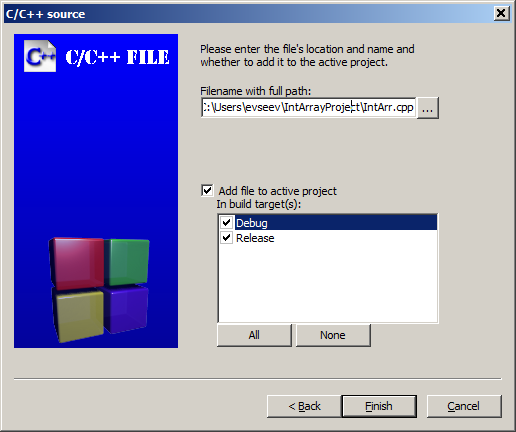 C/C++ source
C++
C/C++ FILE
Please enter the file's location and name and
whether to add it to the active project.
Filename with full path:
C:\Users\evseev\IntArrayProject\IntArr.cpp
...
Add file to active project
In build target(s):
Debug
Release
All
None
< Back
Finish
Cancel